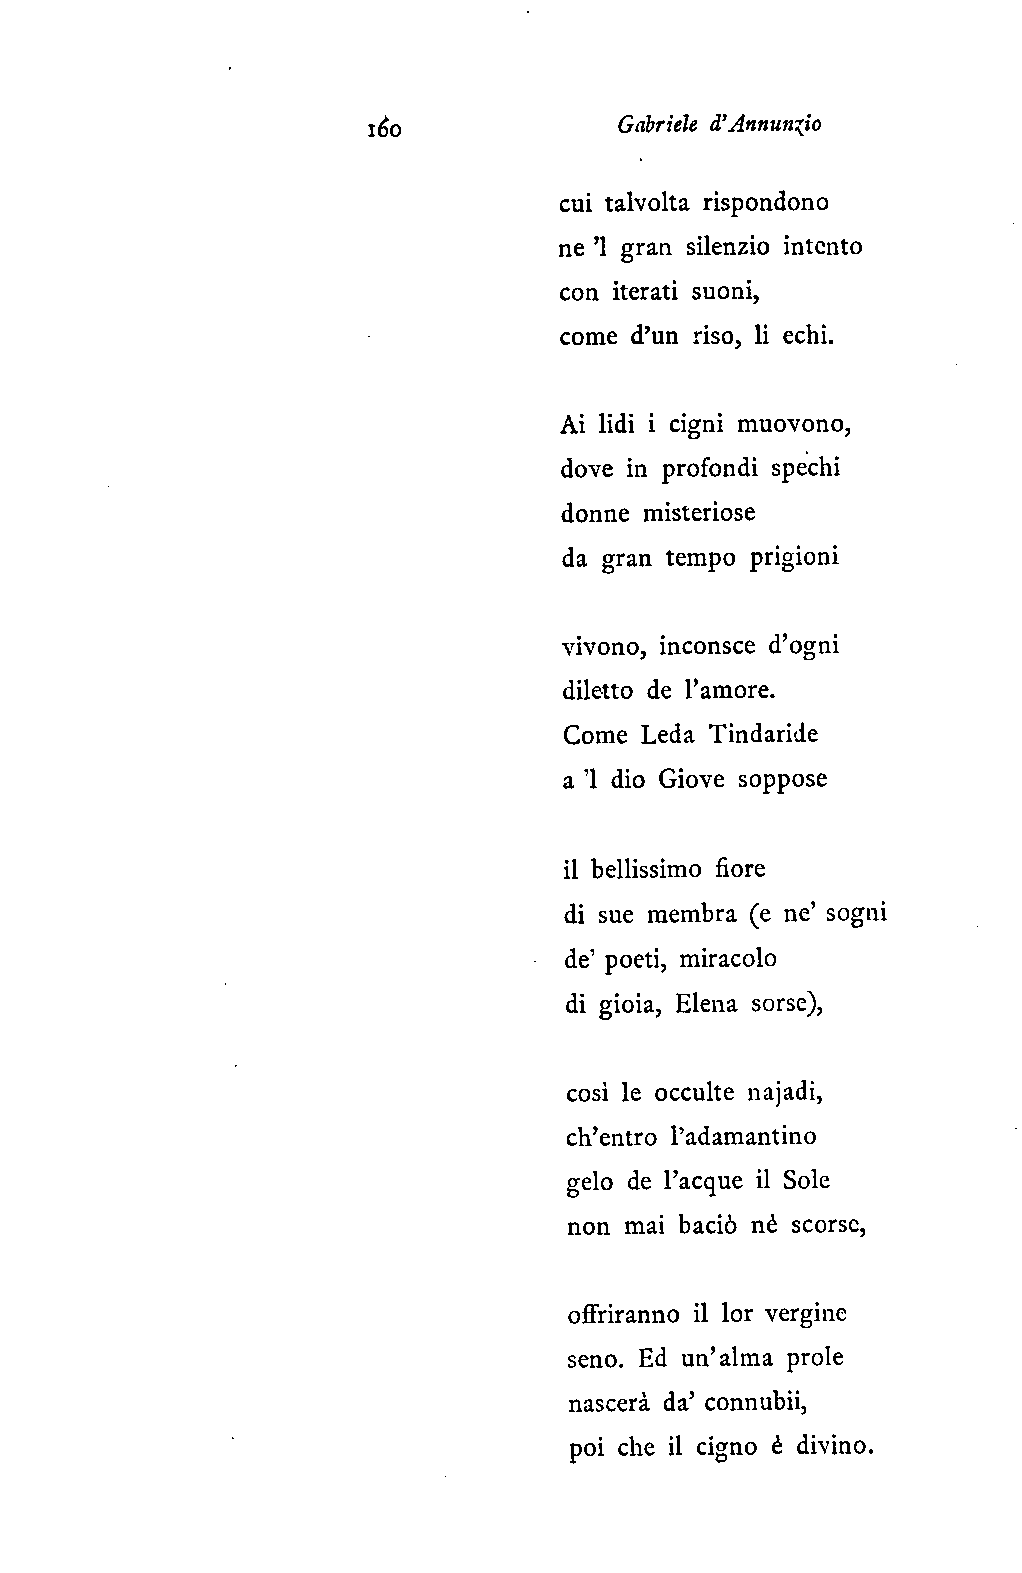 160 Gabriele d'Annunzio
cui talvolta rispondono
ne 'l gran silenzio intento
con iterati suoni,
come d'un riso, li echi.
Ai lidi i cigni muovono,
dove in profondi spechi
donne misteriose
da gran tempo prigioni
vivono, inconsce d'ogni
diletto de l'amore.
Come Leda Tindaride
a 'l dio Giove soppose
il bellissimo fiore
di sue membra (e ne' sogni
de' poeti, miracolo
di gioia, Elena sorse),
così le occulte najadi,
ch'entro l'adamantino
gelo de l'acque il Sole
non mai baciò nè scorse,
offriranno il lor vergine
seno. Ed un'alma prole
nascerà da' connubii,
poi che il cigno è divino.